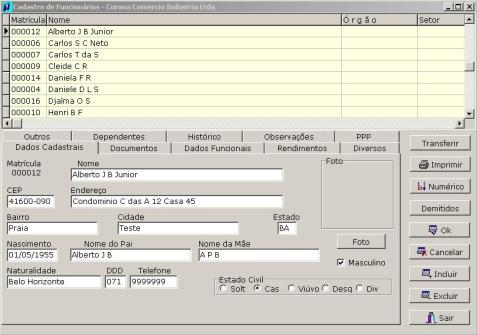 Cadastro de Funcionários - Corona Comercio Industria Ltda
Matrícula Nome Órgão Setor
000012 Alberto J B Junior
000006 Carlos S C Neto
000007 Carlos T da S
000009 Cleide C R
000014 Daniela F R
000004 Daniele D L S
000016 Djalma O S
000010 Henri B F
Outros Dependentes Histórico Observações PPP
Dados Cadastrais Documentos Dados Funcionais Rendimentos Diversos
Matrícula Nome Foto
000012 Alberto J B Junior
CEP Endereço
41600-090 Condominio C das A 12 Casa 45
Bairro Cidade Estado
Praia Teste BA
Nascimento Nome do Pai Nome da Mãe
01/05/1955 Alberto J B A P B
Foto
Masculino
Naturalidade DDD Telefone
Belo Horizonte 071 9999999
Estado Civil
Solt Cas Viúvo Desq Div
Transferir
Imprimir
Numérico
Demitidos
Ok
Cancelar
Incluir
Excluir
Sair